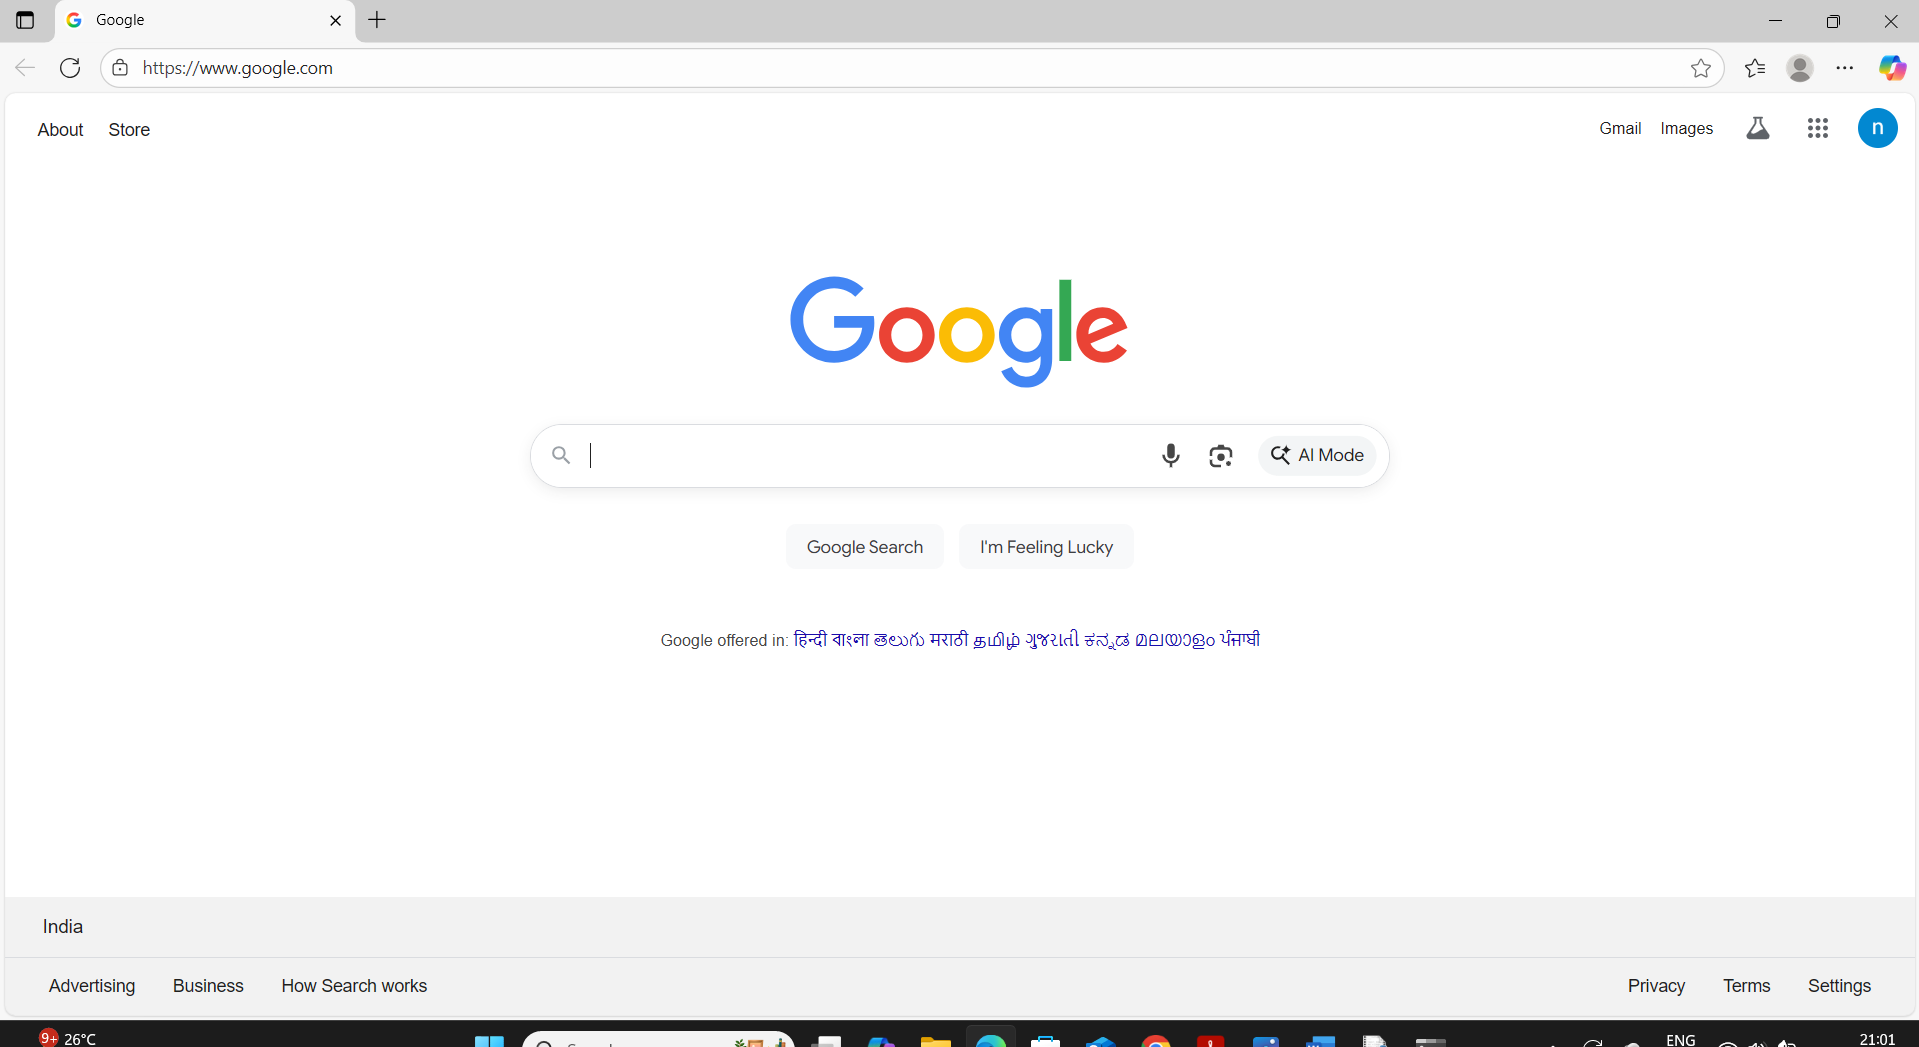 Google
https://www.google.com
About Store
Gmail Images
n
Google
AI Mode
Google Search I'm Feeling Lucky
Google offered in: हिन्दी বাংলা తెలుగు मराठी தமிழ் ગુજરાતી ಕನ್ನಡ മലയാളം ਪੰਜਾਬੀ
India
Advertising Business How Search works
Privacy Terms Settings
9+ 26°C
ENG
21:01